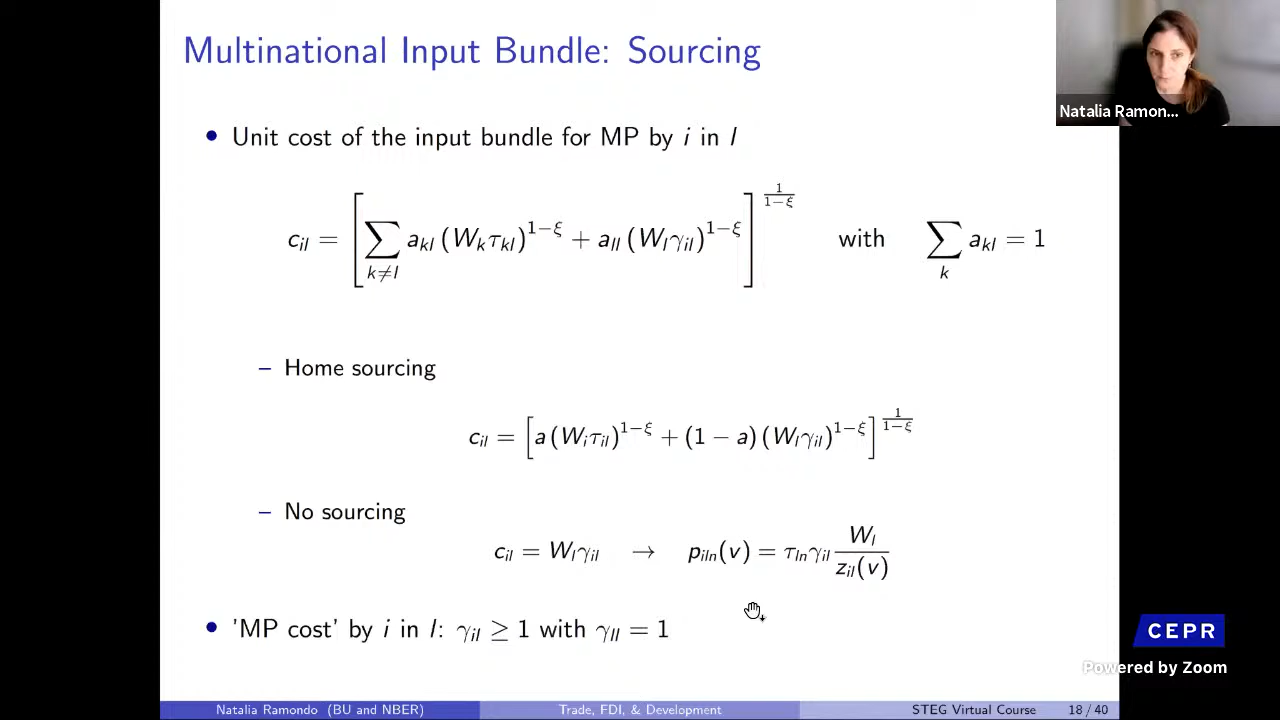 Multinational Input Bundle: Sourcing
Natalia Ramon...
• Unit cost of the input bundle for MP by i in l
c_il = [ ∑_{k≠l} a_kl (W_k τ_kl)^{1−ξ} + a_ll (W_l γ_il)^{1−ξ} ]^{1/(1−ξ)} with ∑_k a_kl = 1
– Home sourcing
c_il = [ a (W_i τ_il)^{1−ξ} + (1 − a) (W_l γ_il)^{1−ξ} ]^{1/(1−ξ)}
– No sourcing
c_il = W_l γ_il → p_iln(v) = τ_ln γ_il W_l / z_il(v)
• 'MP cost' by i in l: γ_il ≥ 1 with γ_ll = 1
CEPR
Powered by Zoom
Natalia Ramondo (BU and NBER) Trade, FDI, & Development STEG Virtual Course 18 / 40